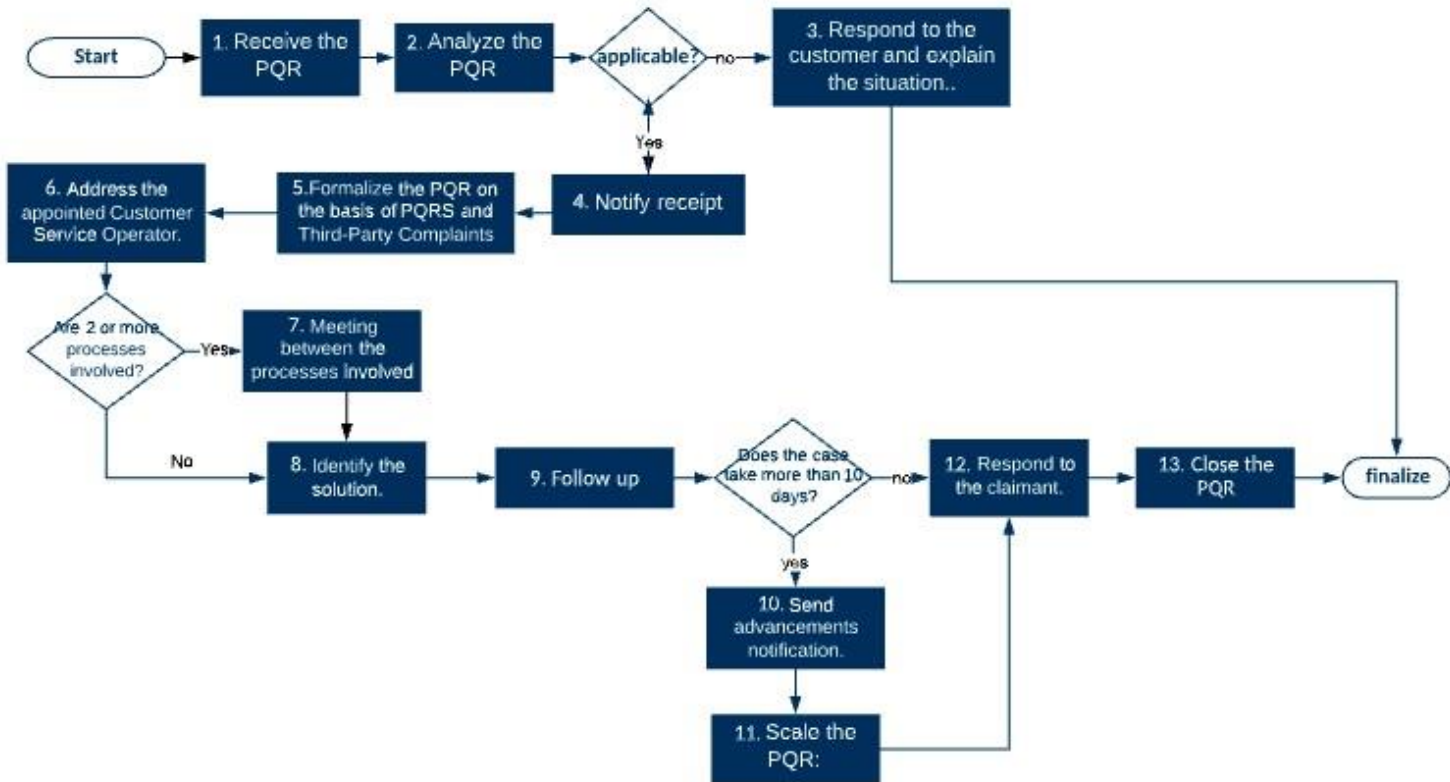 Start
1. Receive the
PQR
2. Analyze the
PQR
applicable?
no
3. Respond to the
customer and explain
the situation..
Yes
4. Notify receipt
5.Formalize the PQR on
the basis of PQRS and
Third-Party Complaints
6. Address the
appointed Customer
Service Operator.
Are 2 or more
processes
involved?
Yes
7. Meeting
between the
processes involved
No
8. Identify the
solution.
9. Follow up
Does the case
take more than 10
days?
no
12. Respond to
the claimant.
13. Close the
PQR
finalize
yes
10. Send
advancements
notification.
11. Scale the
PQR: